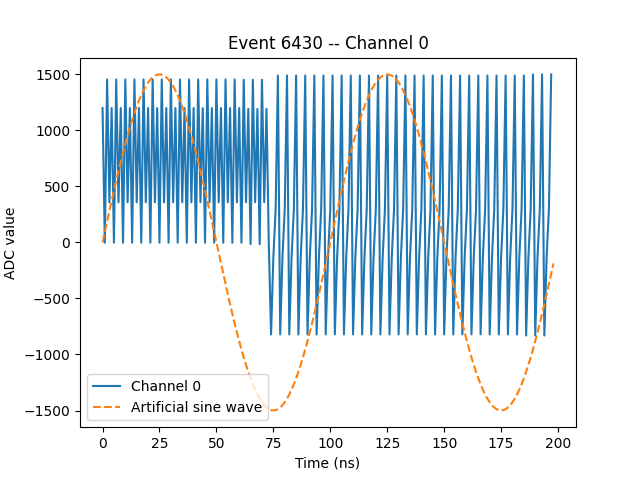 Event 6430 -- Channel 0
ADC value
1500
1000
500
0
−500
−1000
−1500
Channel 0
Artificial sine wave
0 25 50 75 100 125 150 175 200
Time (ns)